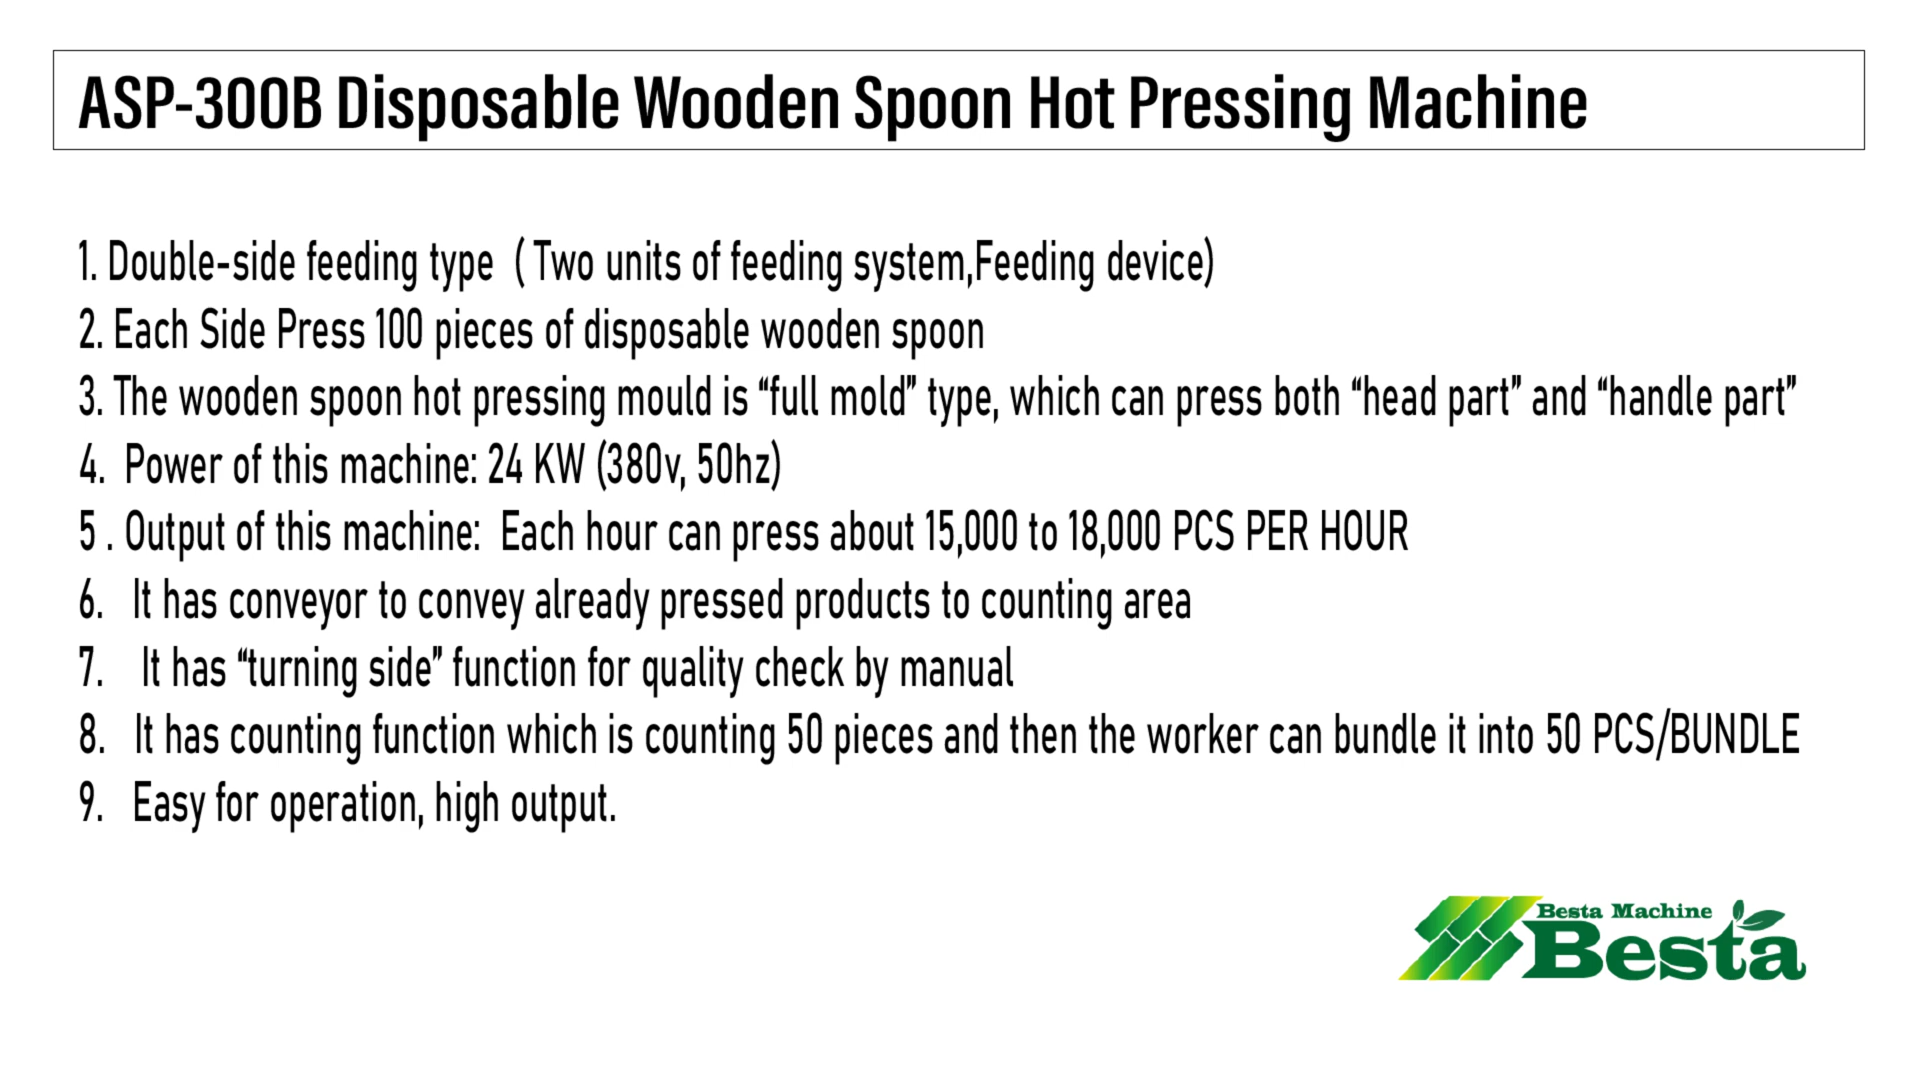 ASP-300B Disposable Wooden Spoon Hot Pressing Machine
1. Double-side feeding type ( Two units of feeding system,Feeding device)
2. Each Side Press 100 pieces of disposable wooden spoon
3. The wooden spoon hot pressing mould is “full mold” type, which can press both “head part” and “handle part”
4. Power of this machine: 24 KW (380v, 50hz)
5 . Output of this machine: Each hour can press about 15,000 to 18,000 PCS PER HOUR
6. It has conveyor to convey already pressed products to counting area
7. It has “turning side” function for quality check by manual
8. It has counting function which is counting 50 pieces and then the worker can bundle it into 50 PCS/BUNDLE
9. Easy for operation, high output.
Besta Machine
Besta